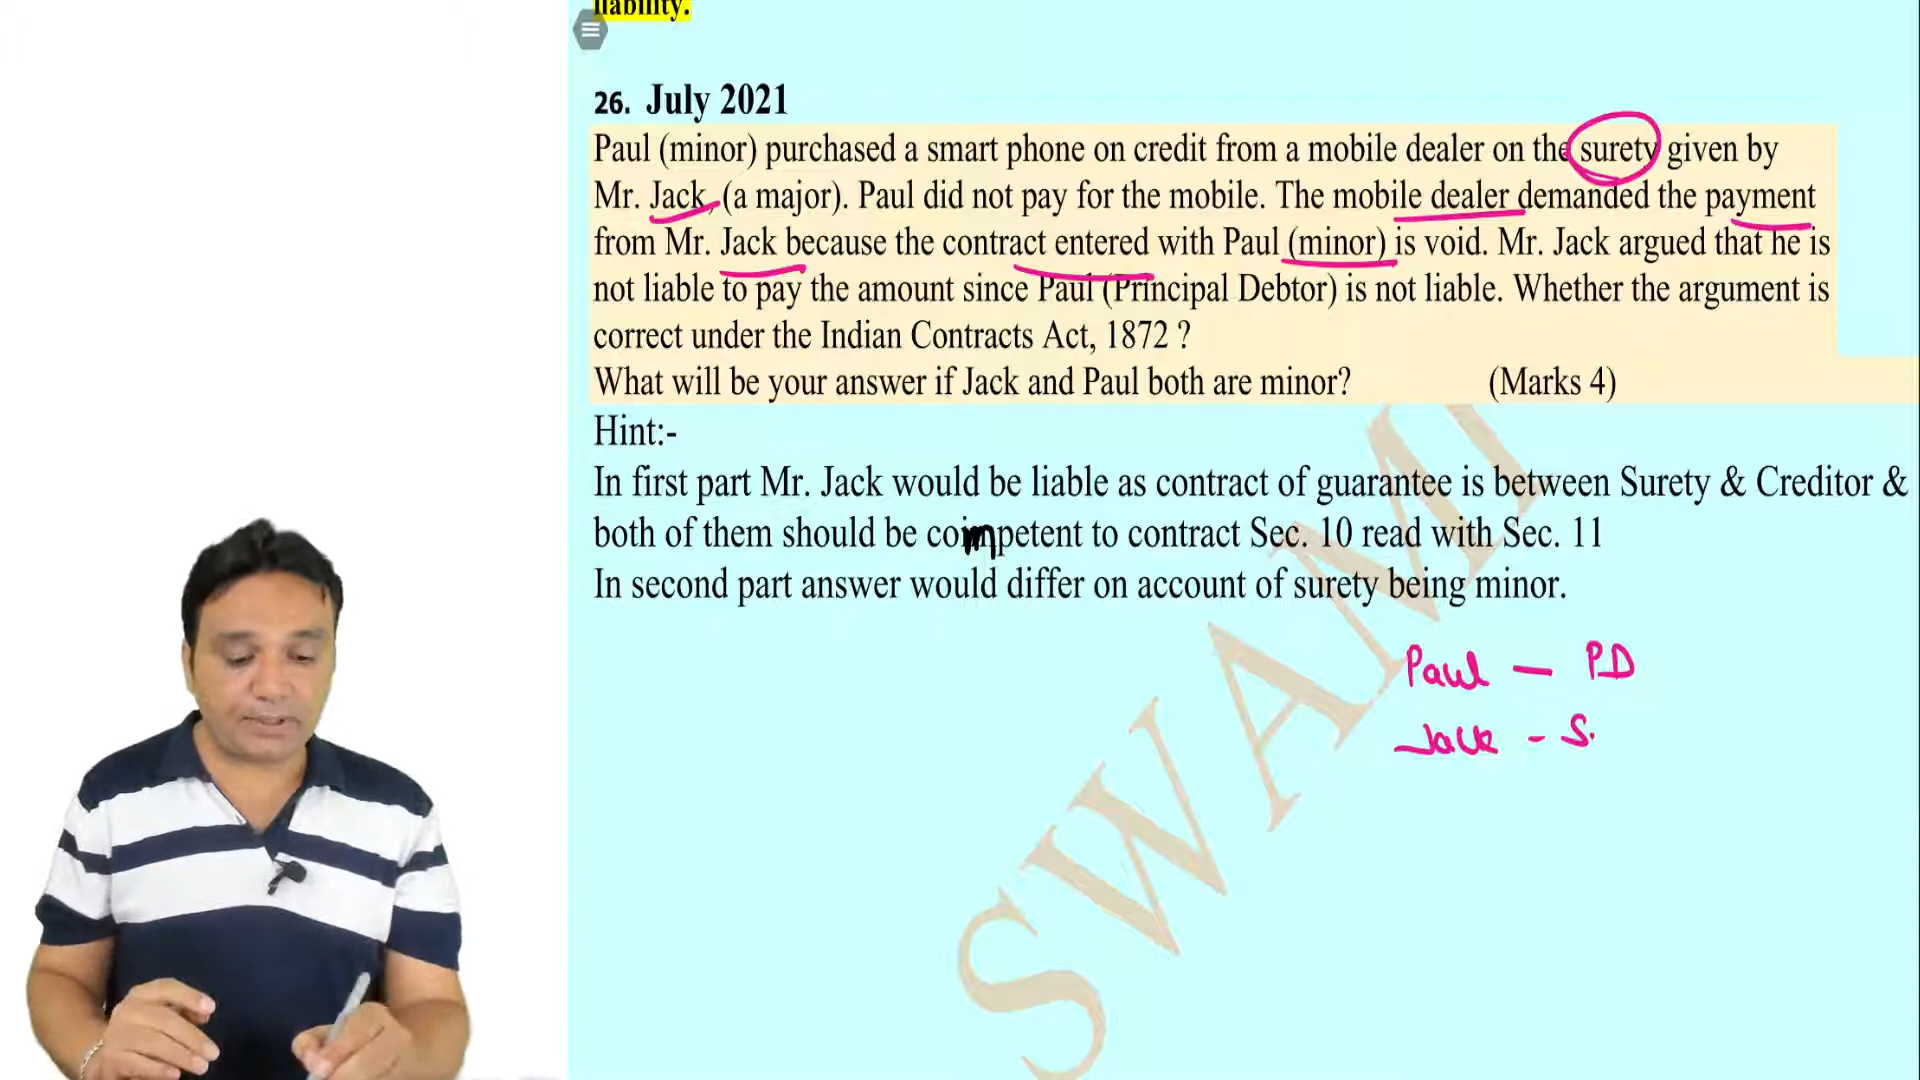 liability.
26. July 2021
Paul (minor) purchased a smart phone on credit from a mobile dealer on the surety given by
Mr. Jack, (a major). Paul did not pay for the mobile. The mobile dealer demanded the payment
from Mr. Jack because the contract entered with Paul (minor) is void. Mr. Jack argued that he is
not liable to pay the amount since Paul (Principal Debtor) is not liable. Whether the argument is
correct under the Indian Contracts Act, 1872 ?
What will be your answer if Jack and Paul both are minor? (Marks 4)
Hint:-
In first part Mr. Jack would be liable as contract of guarantee is between Surety & Creditor &
both of them should be competent to contract Sec. 10 read with Sec. 11
In second part answer would differ on account of surety being minor.
Paul — PD
Jack - S.
SWAMI